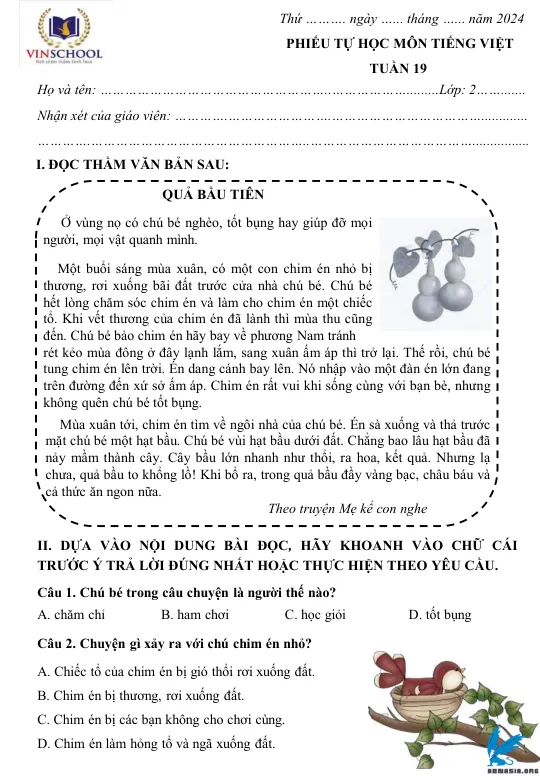 VINSCHOOL
Thứ ………. ngày …… tháng …… năm 2024
PHIẾU TỰ HỌC MÔN TIẾNG VIỆT
TUẦN 19
Họ và tên: ……………………………………………………………Lớp: 2…………
Nhận xét của giáo viên: ……………………………………………………………
……………………………………………………………………………………
I. ĐỌC THẦM VĂN BẢN SAU:
QUẢ BẦU TIÊN
Ở vùng nọ có chú bé nghèo, tốt bụng hay giúp đỡ mọi
người, mọi vật quanh mình.
Một buổi sáng mùa xuân, có một con chim én nhỏ bị
thương, rơi xuống bãi đất trước cửa nhà chú bé. Chú bé
hết lòng chăm sóc chim én và làm cho chim én một chiếc
tổ. Khi vết thương của chim én đã lành thì mùa thu cũng
đến. Chú bé bảo chim én hãy bay về phương Nam tránh
rét kẻo mùa đông ở đây lạnh lắm, sang xuân ấm áp thì trở lại. Thế rồi, chú bé
tung chim én lên trời. Én dang cánh bay lên. Nó nhập vào một đàn én lớn đang
trên đường đến xứ sở ấm áp. Chim én rất vui khi sống cùng với bạn bè, nhưng
không quên chú bé tốt bụng.
Mùa xuân tới, chim én tìm về ngôi nhà của chú bé. Én sà xuống và thả trước
mặt chú bé một hạt bầu. Chú bé vùi hạt bầu dưới đất. Chẳng bao lâu hạt bầu đã
nảy mầm thành cây. Cây bầu lớn nhanh như thổi, ra hoa, kết quả. Nhưng lạ
chưa, quả bầu to khổng lồ! Khi bổ ra, trong quả bầu đầy vàng bạc, châu báu và
cả thức ăn ngon nữa.
Theo truyện Mẹ kể con nghe
II. DỰA VÀO NỘI DUNG BÀI ĐỌC, HÃY KHOANH VÀO CHỮ CÁI
TRƯỚC Ý TRẢ LỜI ĐÚNG NHẤT HOẶC THỰC HIỆN THEO YÊU CẦU.
Câu 1. Chú bé trong câu chuyện là người thế nào?
A. chăm chỉ B. ham chơi C. học giỏi D. tốt bụng
Câu 2. Chuyện gì xảy ra với chú chim én nhỏ?
A. Chiếc tổ của chim én bị gió thổi rơi xuống đất.
B. Chim én bị thương, rơi xuống đất.
C. Chim én bị các bạn không cho chơi cùng.
D. Chim én làm hỏng tổ và ngã xuống đất.